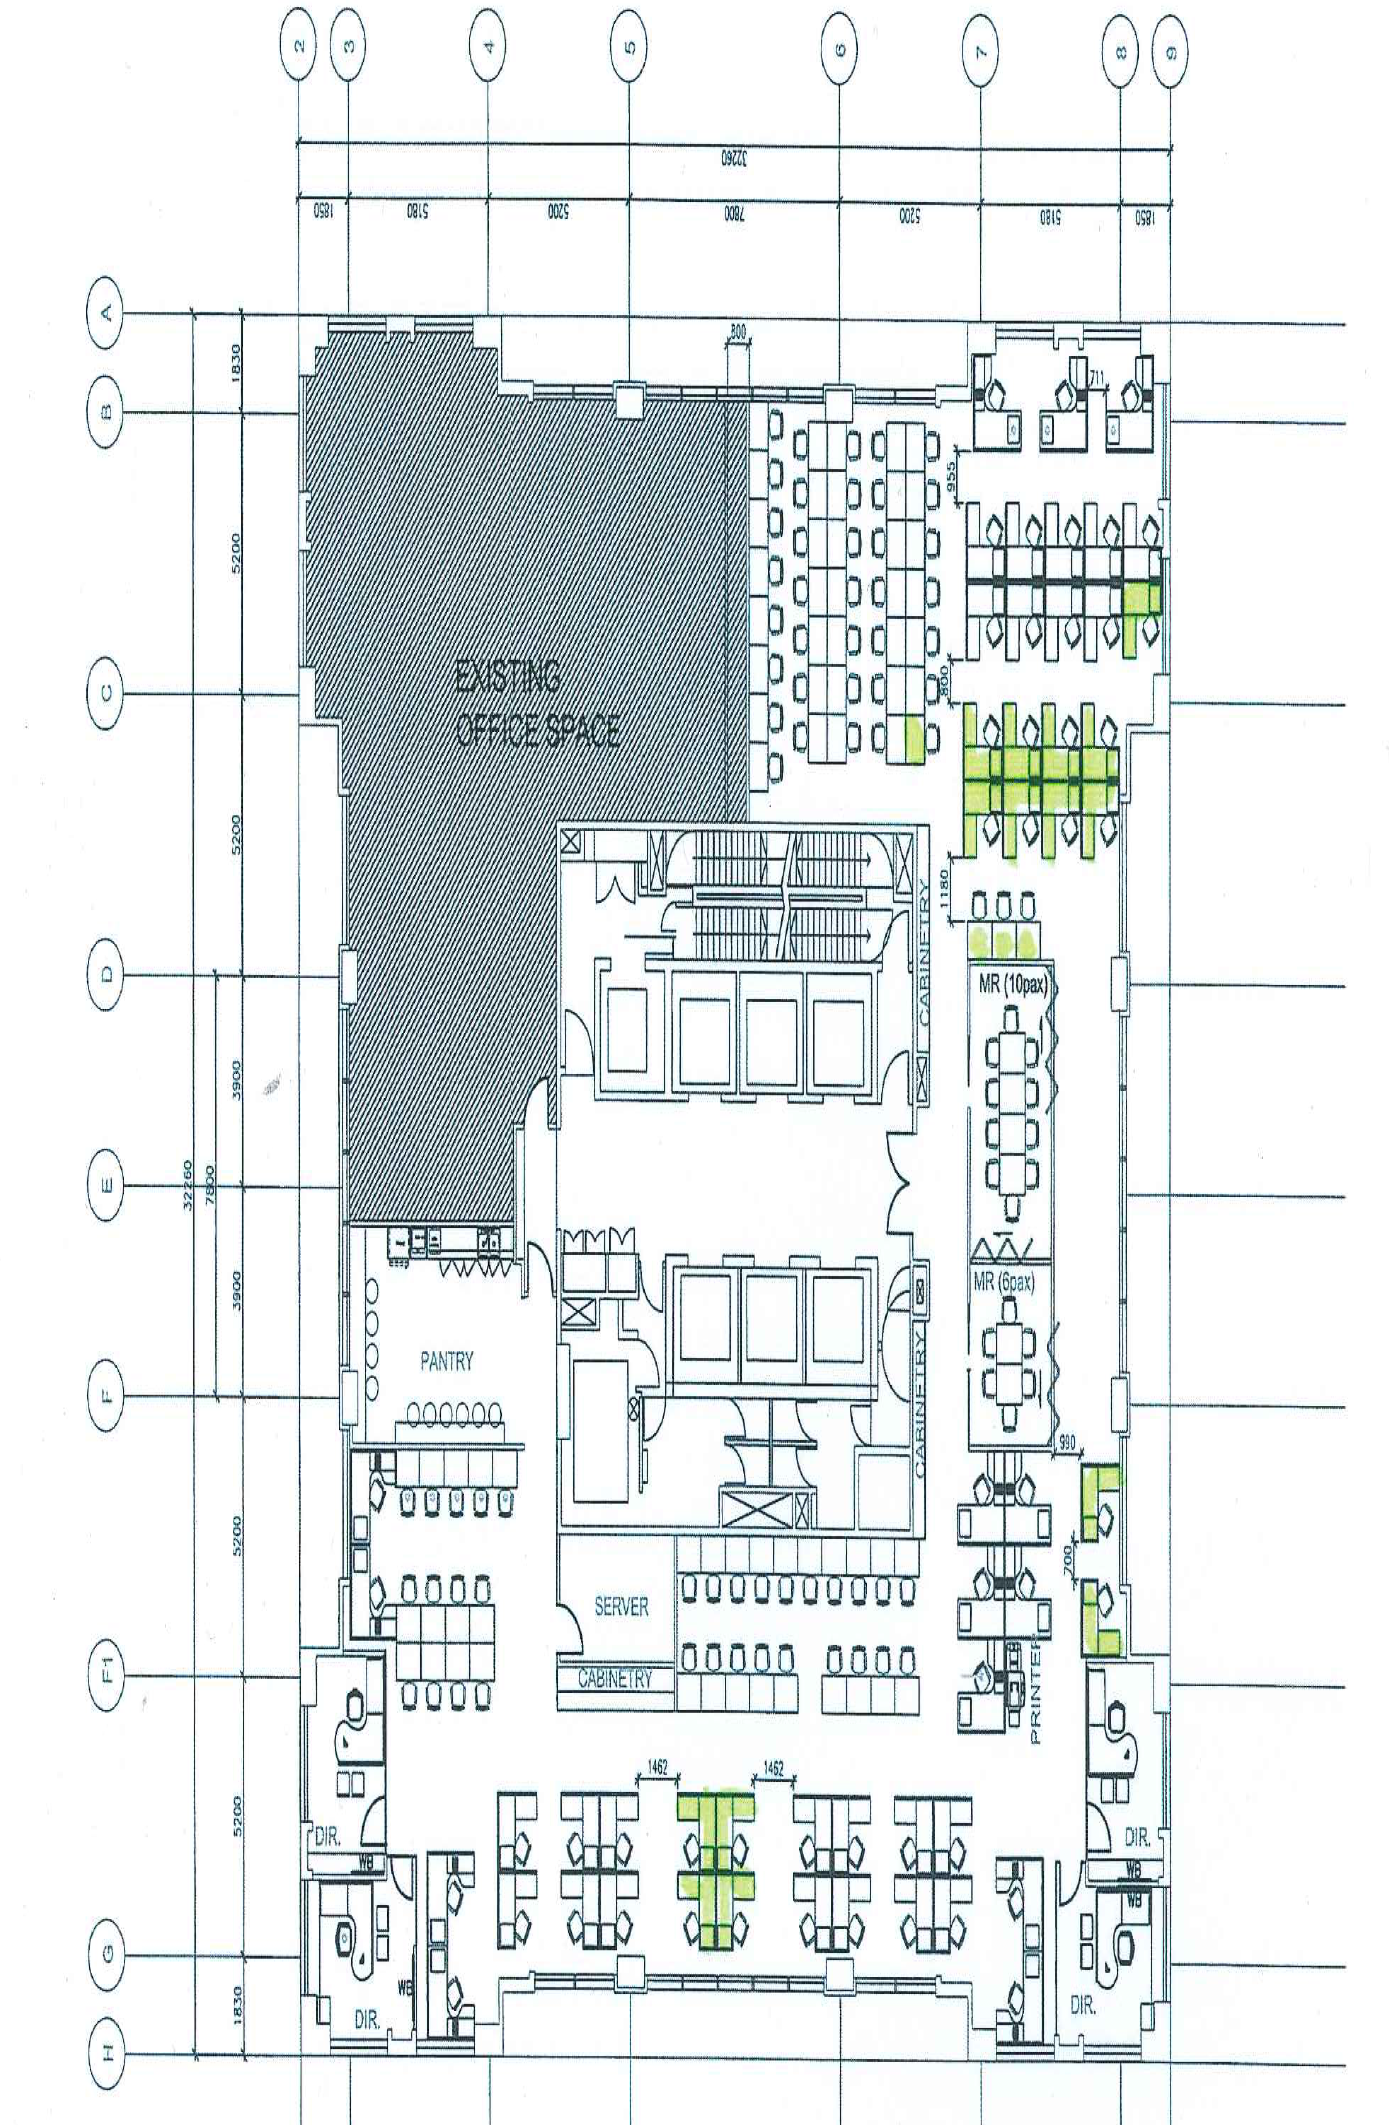 2
3
4
5
6
7
8
9
32260
1850
5180
5200
7800
5200
5180
1850
A
B
C
D
E
F
F1
G
H
1830
5200
5200
3900
3900
5200
5200
1830
32260
7800
800
711
955
EXISTING
OFFICE SPACE
800
1180
CABINETRY
MR (10pax)
MR (6pax)
PANTRY
CABINETRY
990
700
SERVER
CABINETRY
PRINTER
1462
1462
DIR.
WB
DIR.
WB
WB
WB
DIR.
DIR.